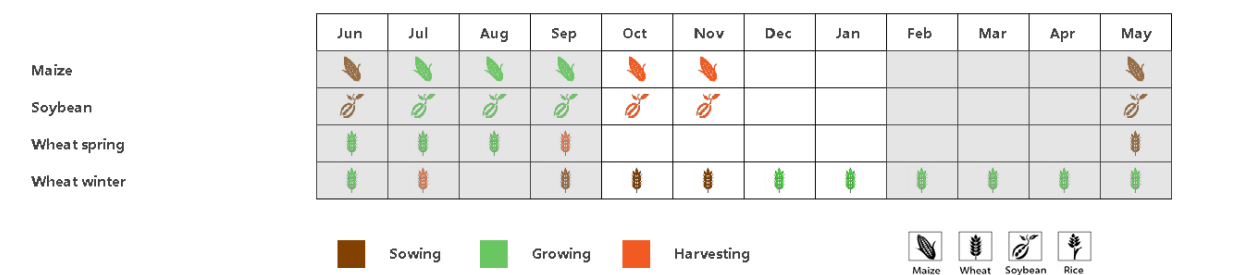 Jun Jul Aug Sep Oct Nov Dec Jan Feb Mar Apr May
Maize
Soybean
Wheat spring
Wheat winter
Sowing Growing Harvesting
Maize Wheat Soybean Rice